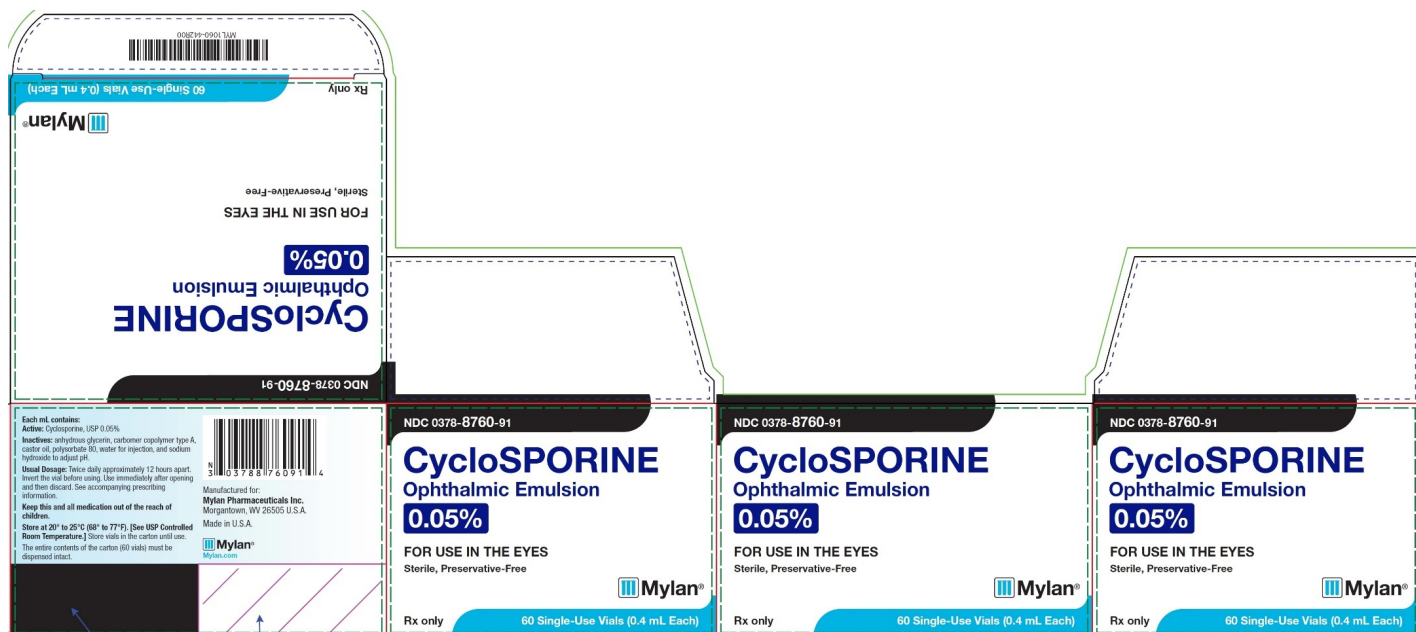 MYL1060-442R00
60 Single-Use Vials (0.4 mL Each)
Rx only
Mylan®
Sterile, Preservative-Free
FOR USE IN THE EYES
0.05%
Ophthalmic Emulsion
CycloSPORINE
NDC 0378-8760-91
Each mL contains:
Active: Cyclosporine, USP 0.05%
Inactives: anhydrous glycerin, carbomer copolymer type A,
castor oil, polysorbate 80, water for injection, and sodium
hydroxide to adjust pH.
Usual Dosage: Twice daily approximately 12 hours apart.
Invert the vial before using. Use immediately after opening
and then discard. See accompanying prescribing
information.
Keep this and all medication out of the reach of
children.
Store at 20° to 25°C (68° to 77°F). [See USP Controlled
Room Temperature.] Store vials in the carton until use.
The entire contents of the carton (60 vials) must be
dispensed intact.
N
3 03788 76091 4
Manufactured for:
Mylan Pharmaceuticals Inc.
Morgantown, WV 26505 U.S.A.
Made in U.S.A.
Mylan®
Mylan.com
NDC 0378-8760-91
CycloSPORINE
Ophthalmic Emulsion
0.05%
FOR USE IN THE EYES
Sterile, Preservative-Free
Mylan®
Rx only
60 Single-Use Vials (0.4 mL Each)
NDC 0378-8760-91
CycloSPORINE
Ophthalmic Emulsion
0.05%
FOR USE IN THE EYES
Sterile, Preservative-Free
Mylan®
Rx only
60 Single-Use Vials (0.4 mL Each)
NDC 0378-8760-91
CycloSPORINE
Ophthalmic Emulsion
0.05%
FOR USE IN THE EYES
Sterile, Preservative-Free
Mylan®
Rx only
60 Single-Use Vials (0.4 mL Each)